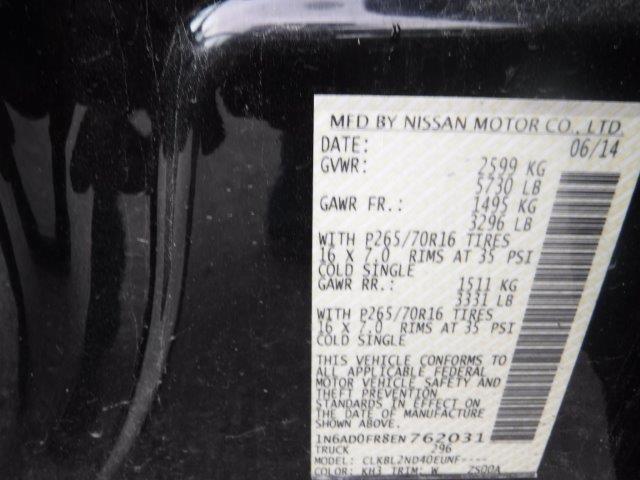 MFD BY NISSAN MOTOR CO., LTD.
DATE: 06/14
GVWR: 2599 KG
5730 LB
GAWR FR.: 1495 KG
3296 LB
WITH P265/70R16 TIRES
16 X 7.0 RIMS AT 35 PSI
COLD SINGLE
GAWR RR.: 1511 KG
3331 LB
WITH P265/70R16 TIRES
16 X 7.0 RIMS AT 35 PSI
COLD SINGLE
THIS VEHICLE CONFORMS TO
ALL APPLICABLE FEDERAL
MOTOR VEHICLE SAFETY AND
THEFT PREVENTION
STANDARDS IN EFFECT ON
THE DATE OF MANUFACTURE
SHOWN ABOVE.
1N6AD0FR8EN762031
TRUCK 296
MODEL: CLKBL2ND40EUNF----
COLOR: KH3 TRIM: W ZS00A